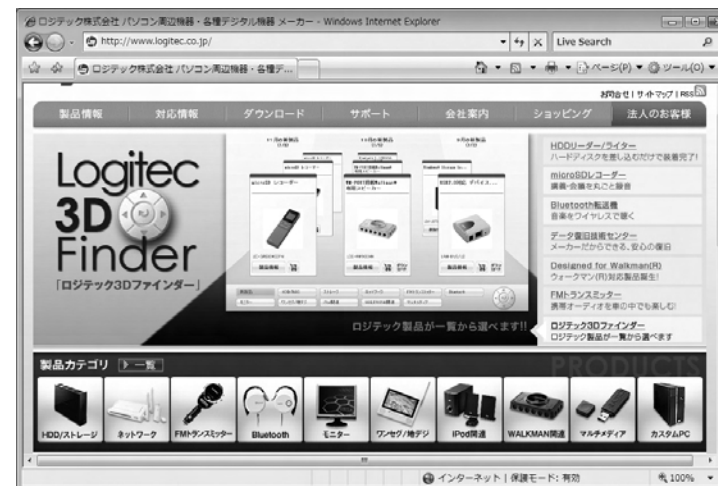 ロジテック株式会社 パソコン周辺機器・各種デジタル機器 メーカー - Windows Internet Explorer
http://www.logitec.co.jp/
Live Search
ロジテック株式会社 パソコン周辺機器・各種デ...
ページ(P)
ツール(O)
お問合せ | サイトマップ | RSS
製品情報
対応情報
ダウンロード
サポート
会社案内
ショッピング
法人のお客様
Logitec
3D
Finder
「ロジテック3Dファインダー」
microSD レコーダー
製品情報
製品情報
製品情報
ロジテック製品が一覧から選べます!!
HDDリーダー/ライター
ハードディスクを差し込むだけで装着完了!
microSDレコーダー
講義・会議を丸ごと録音
Bluetooth転送機
音楽をワイヤレスで聴く
データ復旧技術センター
メーカーだからできる、安心の復旧
Designed for Walkman(R)
ウォークマン(R)対応製品誕生!
FMトランスミッター
携帯オーディオを車の中でも楽しむ!
ロジテック3Dファインダー
ロジテック製品が一覧から選べます
製品カテゴリ
一覧
PRODUCTS
HDD/ストレージ
ネットワーク
FMトランスミッター
Bluetooth
モニター
ワンセグ/地デジ
iPod関連
WALKMAN関連
マルチメディア
カスタムPC
インターネット | 保護モード: 有効
100%